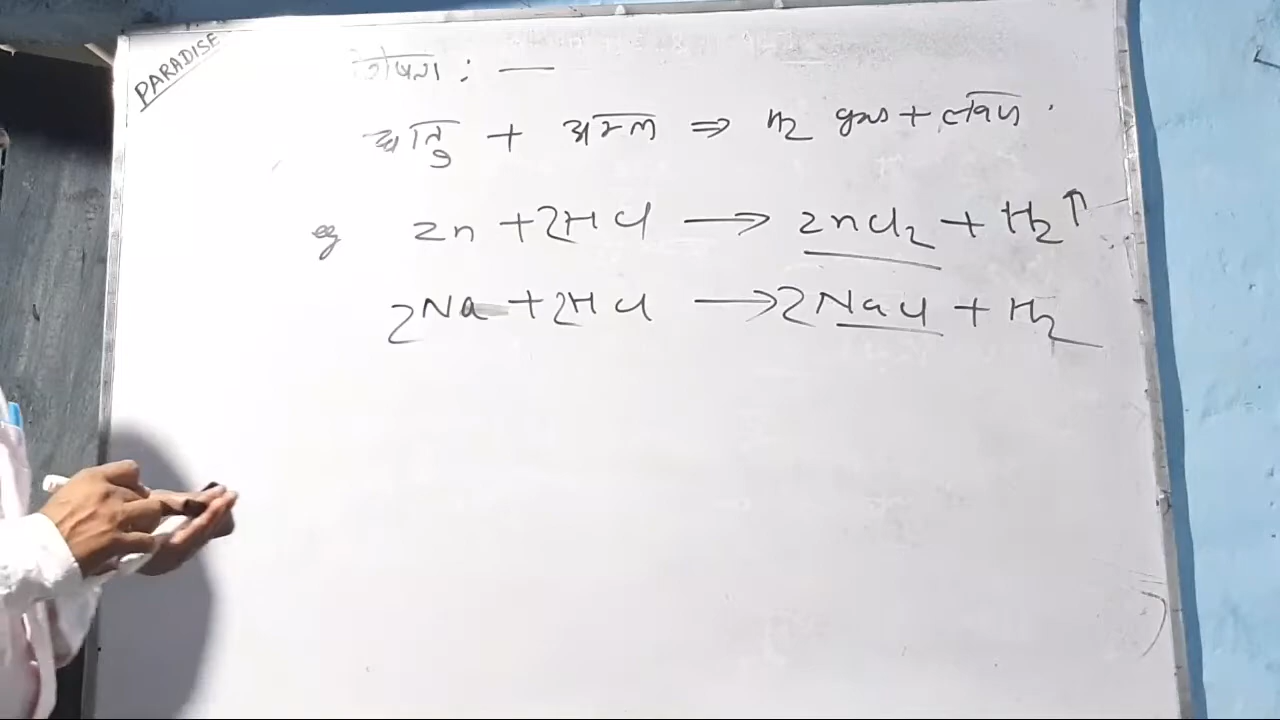 PARADISE
: —
धातु + अम्ल ⇒ H2 gas + लवण
eg Zn + 2HCl → ZnCl2 + H2↑
2Na + 2HCl → 2NaCl + H2